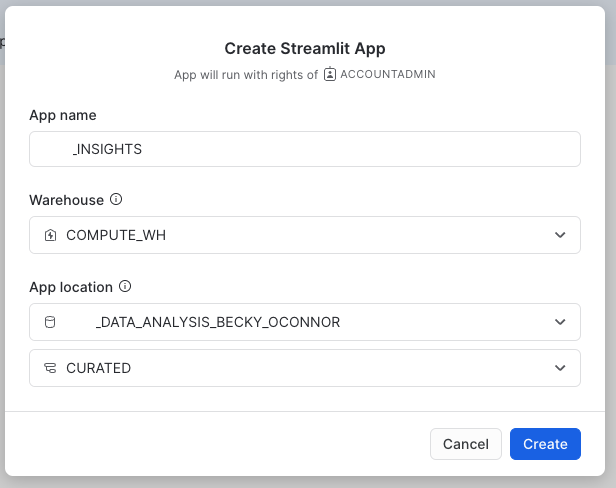 Create Streamlit App
App will run with rights of ACCOUNTADMIN
App name
_INSIGHTS
Warehouse
COMPUTE_WH
App location
_DATA_ANALYSIS_BECKY_OCONNOR
CURATED
Cancel Create